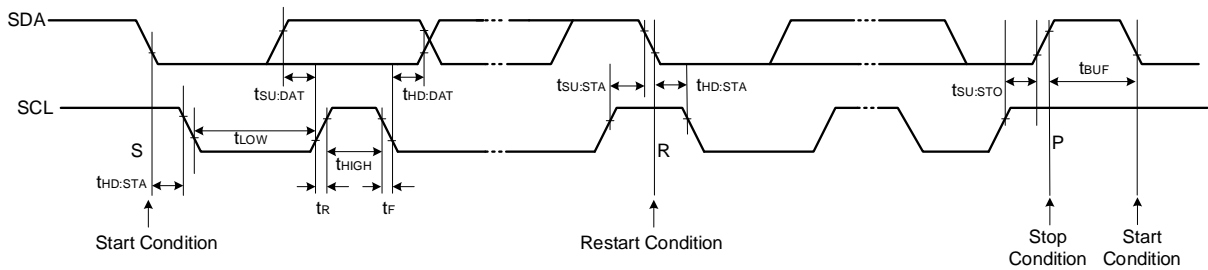 SDA
tSU:DAT
tHD:DAT
tSU:STA
tHD:STA
tSU:STO
tBUF
SCL
tLOW
tHIGH
S
R
P
tHD:STA
tR
tF
Start Condition
Restart Condition
Stop
Condition
Start
Condition